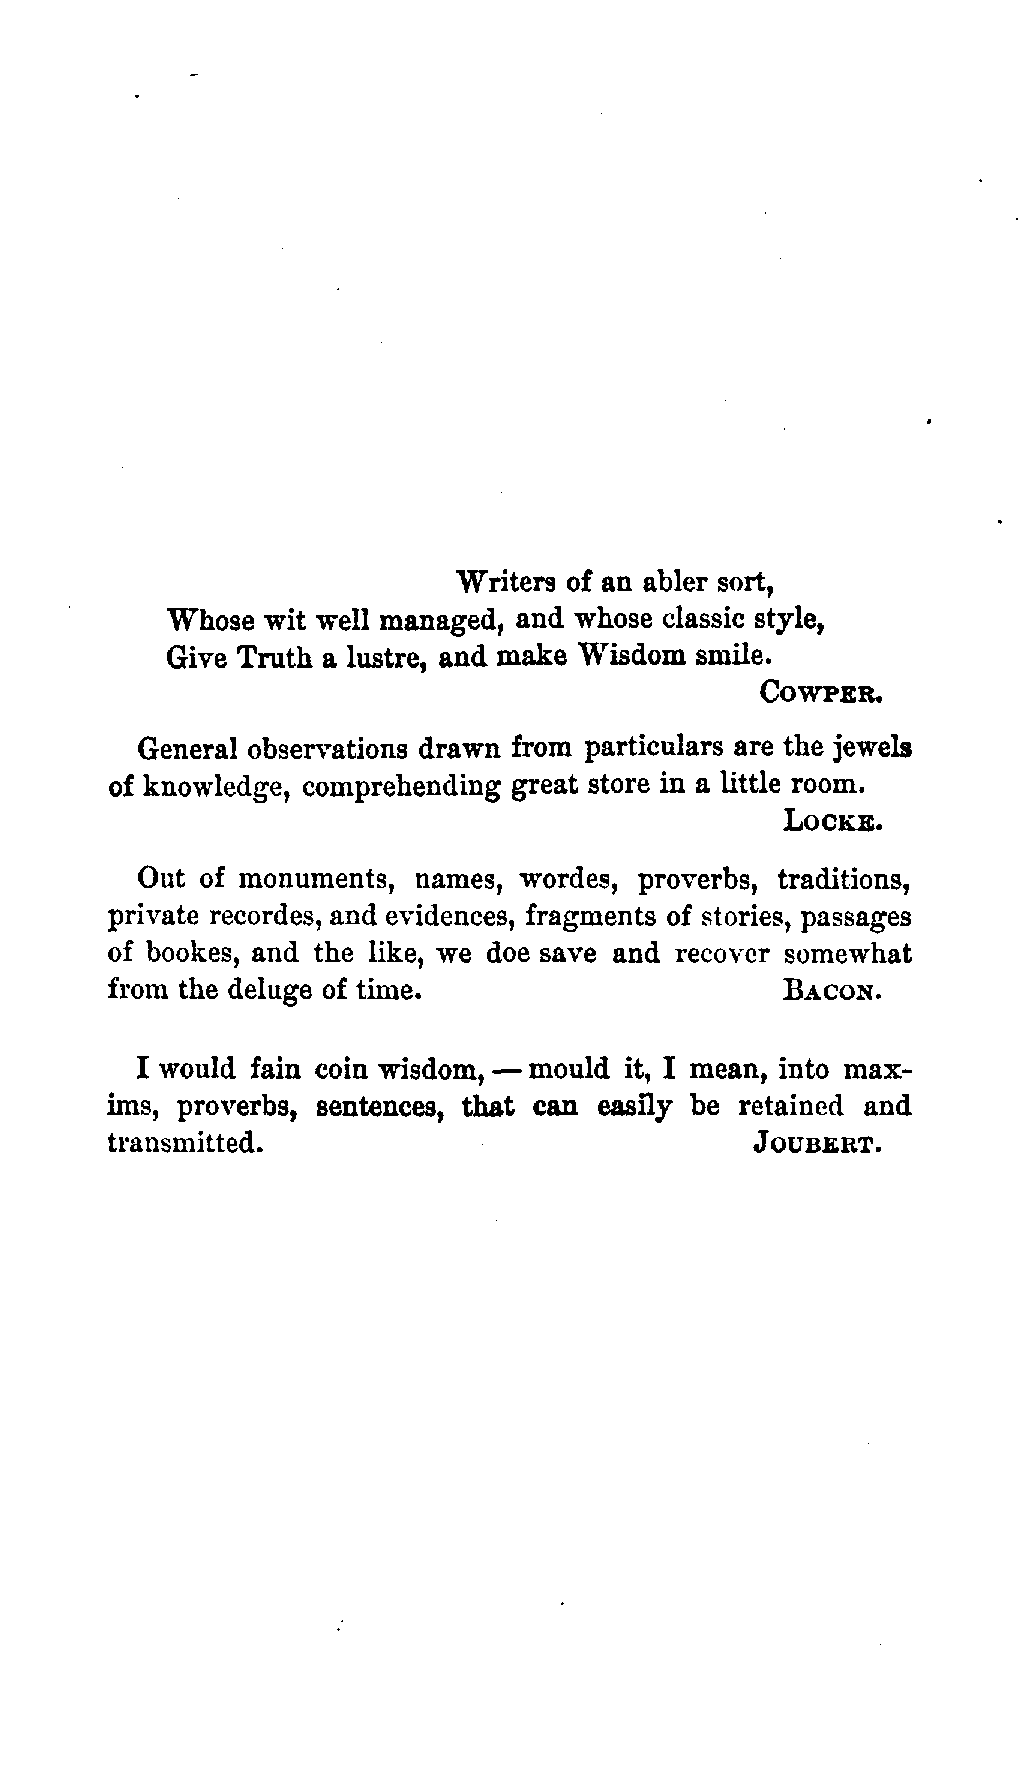 Writers of an abler sort,
Whose wit well managed, and whose classic style,
Give Truth a lustre, and make Wisdom smile.
COWPER.
General observations drawn from particulars are the jewels
of knowledge, comprehending great store in a little room.
LOCKE.
Out of monuments, names, wordes, proverbs, traditions,
private recordes, and evidences, fragments of stories, passages
of bookes, and the like, we doe save and recover somewhat
from the deluge of time. BACON.
I would fain coin wisdom, — mould it, I mean, into max-
ims, proverbs, sentences, that can easily be retained and
transmitted. JOUBERT.